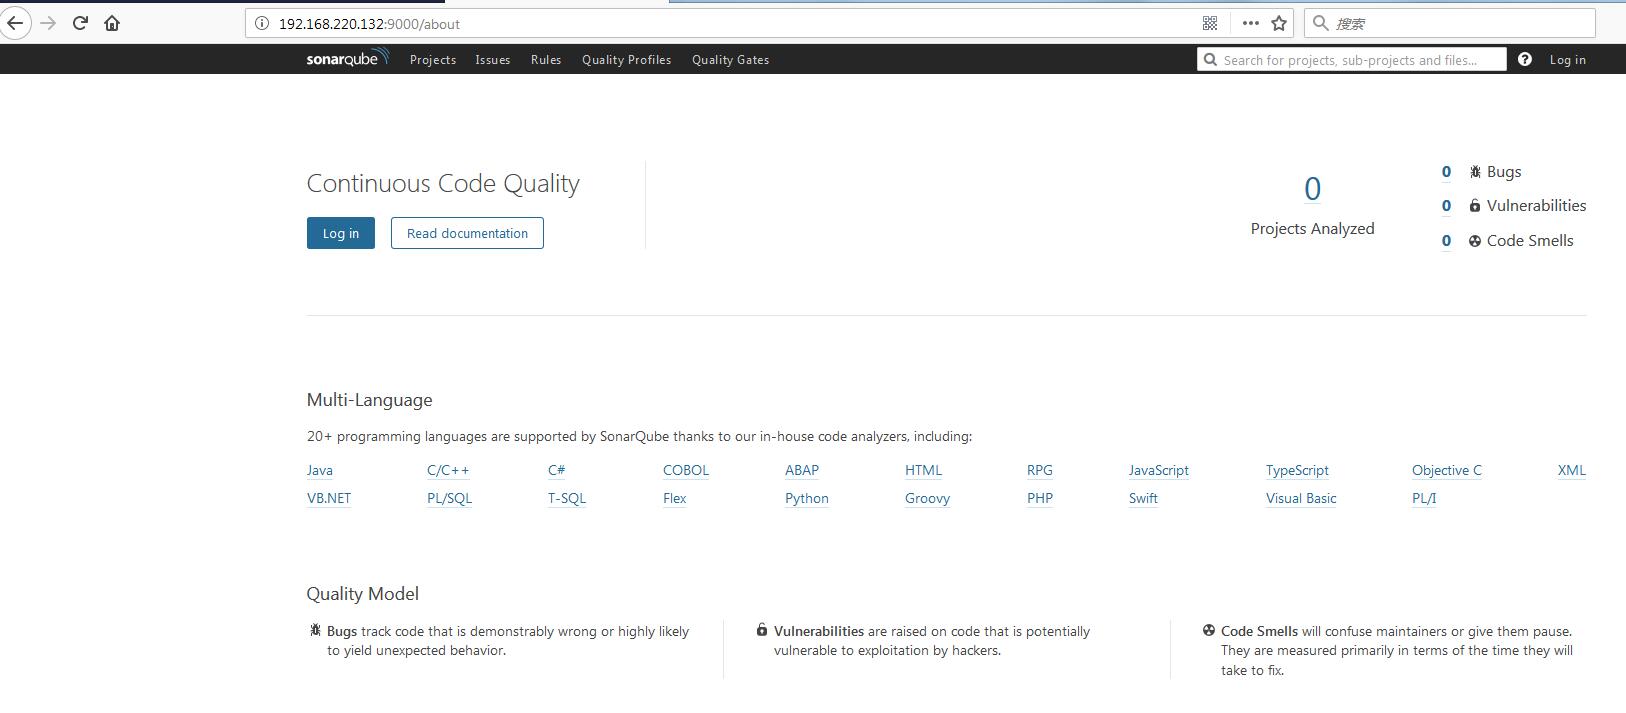 192.168.220.132:9000/about
搜索
sonarqube Projects Issues Rules Quality Profiles Quality Gates Search for projects, sub-projects and files... Log in
Continuous Code Quality
Log in Read documentation
0
Projects Analyzed
0 Bugs
0 Vulnerabilities
0 Code Smells
Multi-Language
20+ programming languages are supported by SonarQube thanks to our in-house code analyzers, including:
Java C/C++ C# COBOL ABAP HTML RPG JavaScript TypeScript Objective C XML
VB.NET PL/SQL T-SQL Flex Python Groovy PHP Swift Visual Basic PL/I
Quality Model
Bugs track code that is demonstrably wrong or highly likely
to yield unexpected behavior.
Vulnerabilities are raised on code that is potentially
vulnerable to exploitation by hackers.
Code Smells will confuse maintainers or give them pause.
They are measured primarily in terms of the time they will
take to fix.